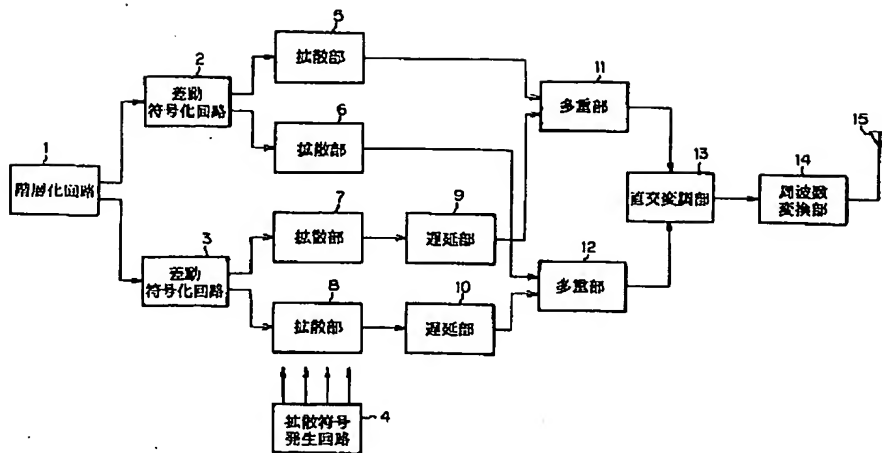 5
拡散部
2
差動
符号化回路
6
拡散部
11
多重部
15
1
階層化回路
13
直交変調部
14
周波数
変換部
7
拡散部
9
遅延部
3
差動
符号化回路
12
多重部
8
拡散部
10
遅延部
拡散符号
発生回路
4